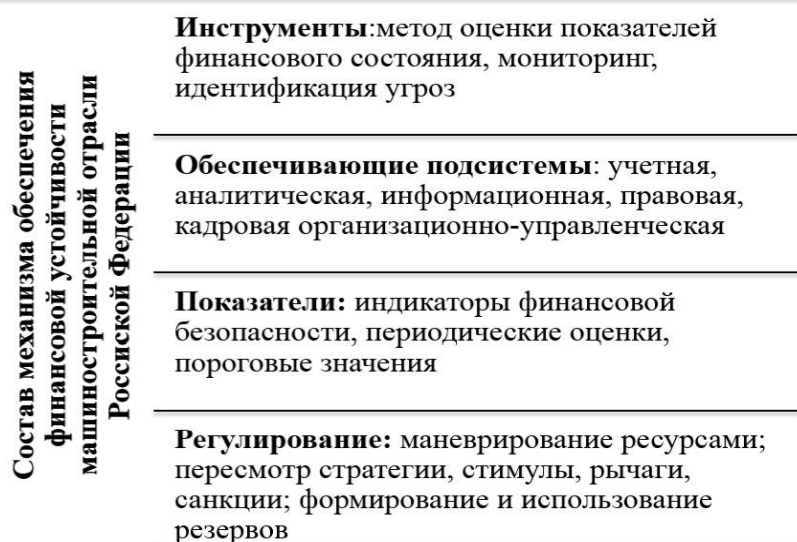 Состав механизма обеспечения
финансовой устойчивости
машиностроительной отрасли
Россиской Федерации
Инструменты:метод оценки показателей
финансового состояния, мониторинг,
идентификация угроз
Обеспечивающие подсистемы: учетная,
аналитическая, информационная, правовая,
кадровая организационно-управленческая
Показатели: индикаторы финансовой
безопасности, периодические оценки,
пороговые значения
Регулирование: маневрирование ресурсами;
пересмотр стратегии, стимулы, рычаги,
санкции; формирование и использование
резервов